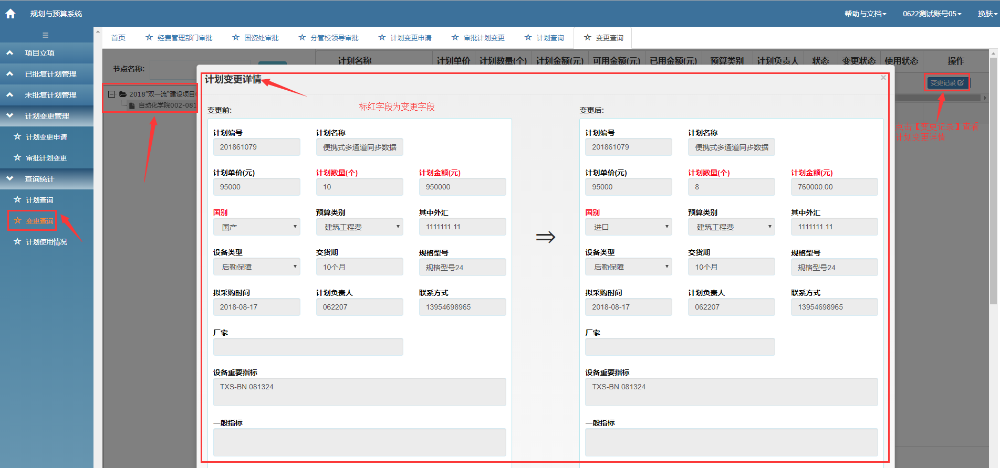 规划与预算系统
帮助与文档 0622测试账号05 换肤
首页 经费管理部门审批 国资处审批 分管校领导审批 计划变更申请 审批计划变更 计划查询 变更查询
项目立项
已批复计划管理
未批复计划管理
计划变更管理
计划变更申请
审批计划变更
查询统计
计划查询
变更查询
计划使用情况
节点名称:
2018"双一流"建设项目
自动化学院002-081
计划名称 计划单价 计划数量(个) 计划金额(元) 可用金额(元) 已用金额(元) 预算类别 计划负责人 状态 变更状态 使用状态 操作
变更记录
点击【变更记录】查看
计划变更详情
计划变更详情 ×
标红字段为变更字段
变更前:
计划编号 计划名称
201861079 便携式多通道同步数据
计划单价(元) 计划数量(个) 计划金额(元)
95000 10 950000
国别 预算类别 其中外汇
国产 建筑工程费 1111111.11
设备类型 交货期 规格型号
后勤保障 10个月 规格型号24
拟采购时间 计划负责人 联系方式
2018-08-17 062207 13954698965
厂家
设备重要指标
TXS-BN 081324
一般指标
⇒
变更后:
计划编号 计划名称
201861079 便携式多通道同步数据
计划单价(元) 计划数量(个) 计划金额(元)
95000 8 760000.00
国别 预算类别 其中外汇
进口 建筑工程费 1111111.11
设备类型 交货期 规格型号
后勤保障 10个月 规格型号24
拟采购时间 计划负责人 联系方式
2018-08-17 062207 13954698965
厂家
设备重要指标
TXS-BN 081324
一般指标